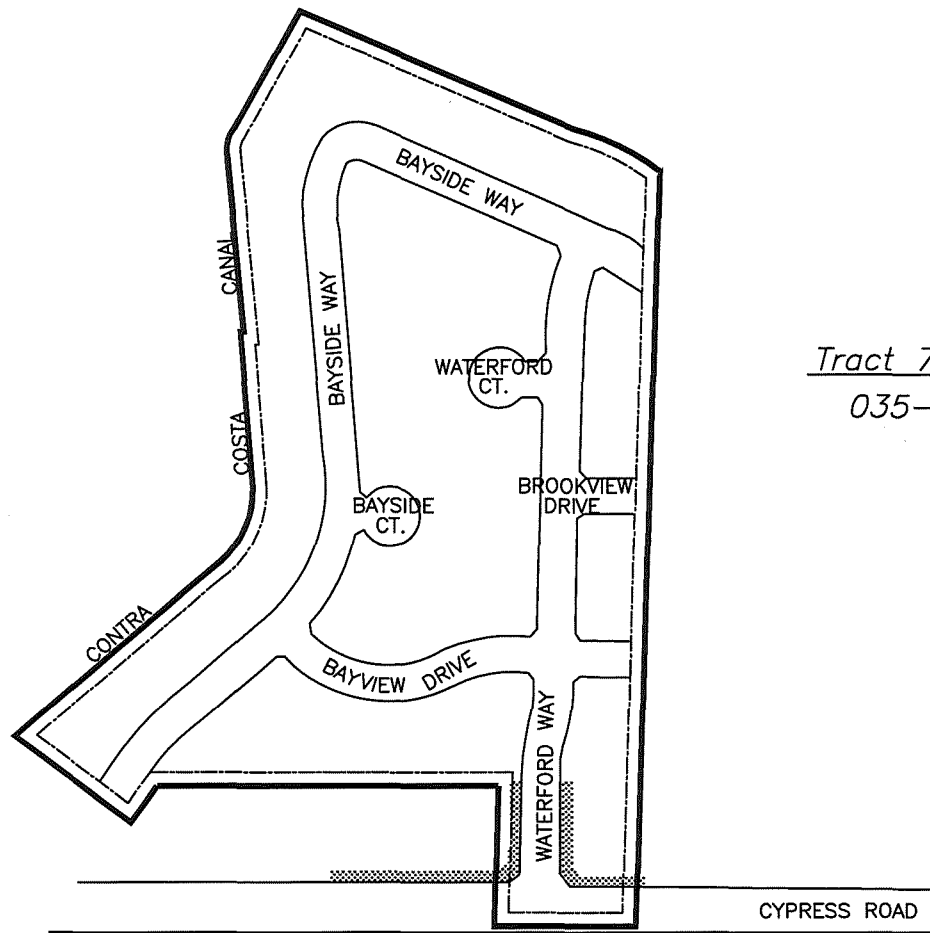 BAYSIDE WAY
CANAL
BAYSIDE WAY
WATERFORD
CT.
Tract 7
035-
COSTA
BROOKVIEW
DRIVE
BAYSIDE
CT.
CONTRA
BAYVIEW DRIVE
WATERFORD WAY
CYPRESS ROAD